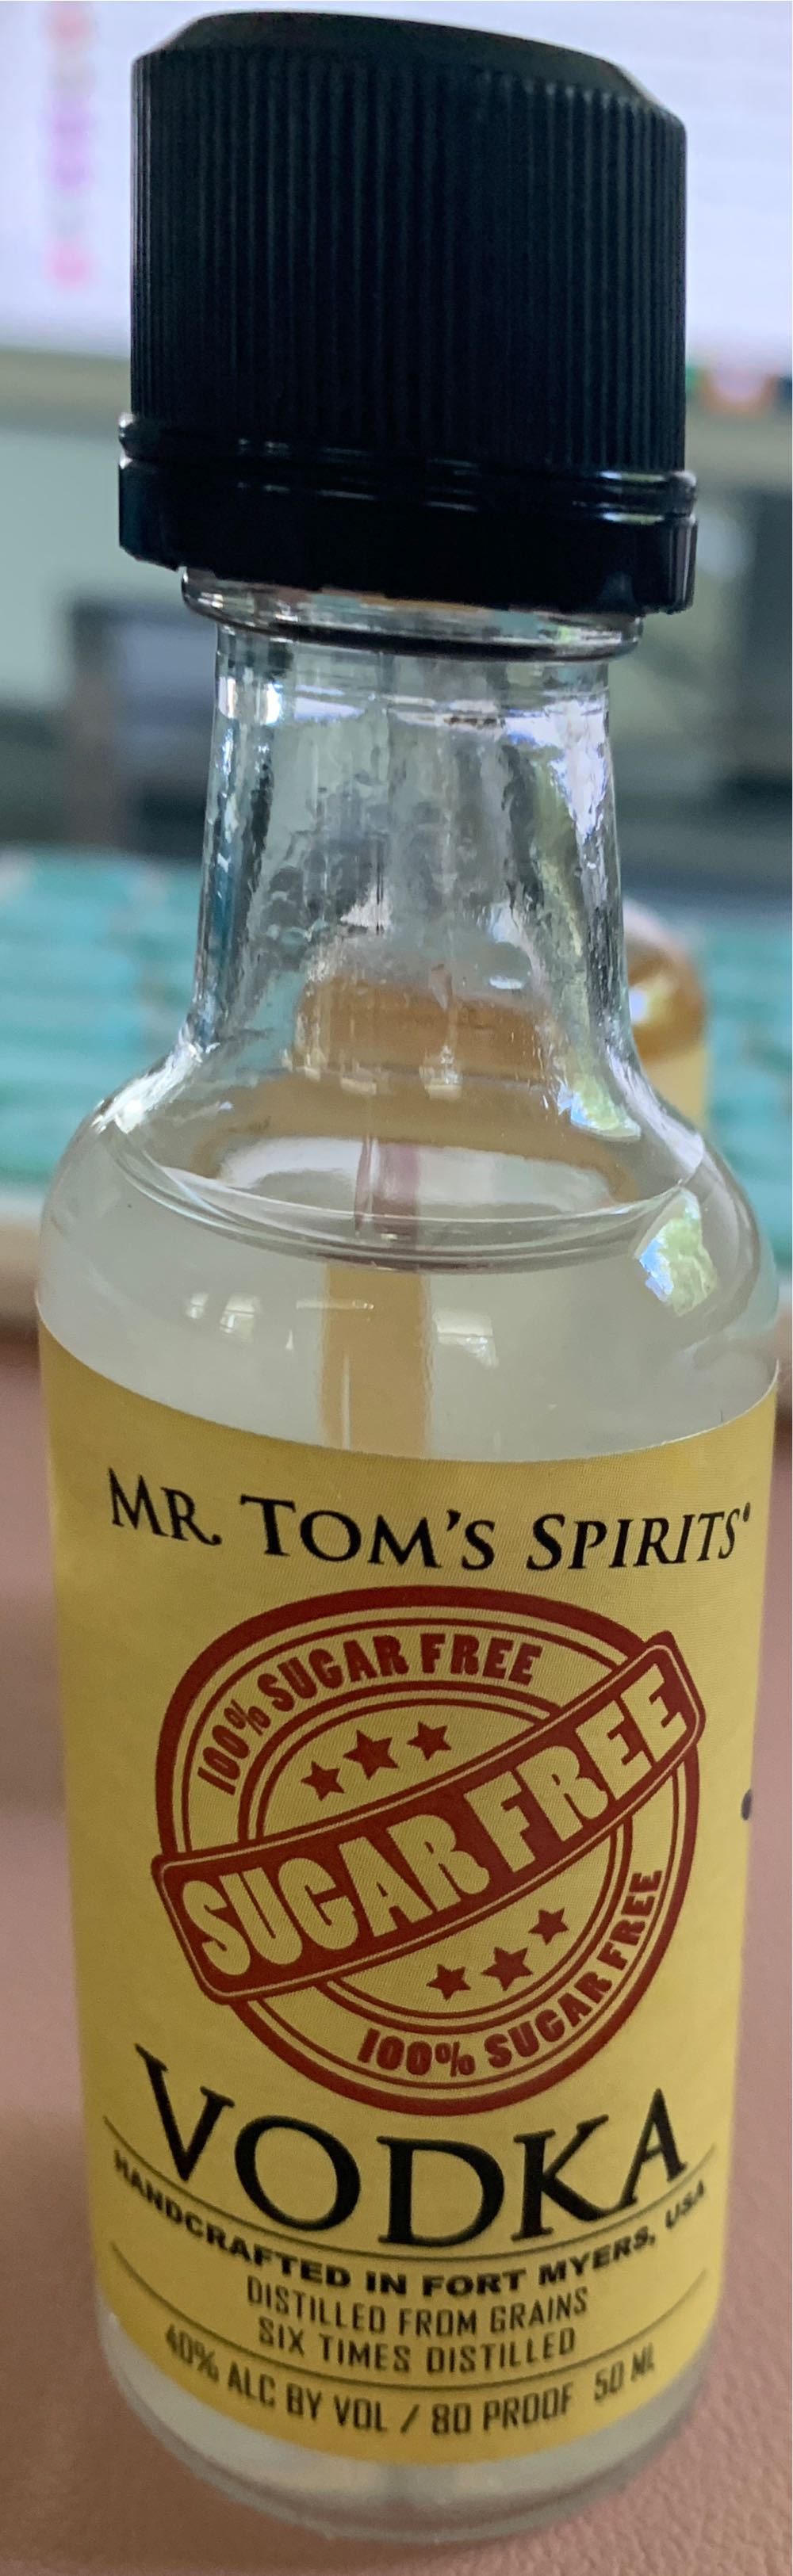 MR. TOM'S SPIRITS®
100% SUGAR FREE
SUGAR FREE
100% SUGAR FREE
VODKA
HANDCRAFTED IN FORT MYERS, USA
DISTILLED FROM GRAINS
SIX TIMES DISTILLED
40% ALC BY VOL / 80 PROOF 50 ML